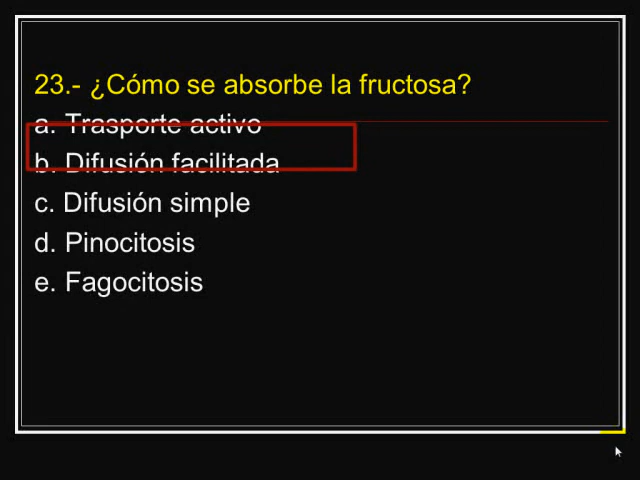 23.- ¿Cómo se absorbe la fructosa?
a. Trasporte activo
b. Difusión facilitada
c. Difusión simple
d. Pinocitosis
e. Fagocitosis